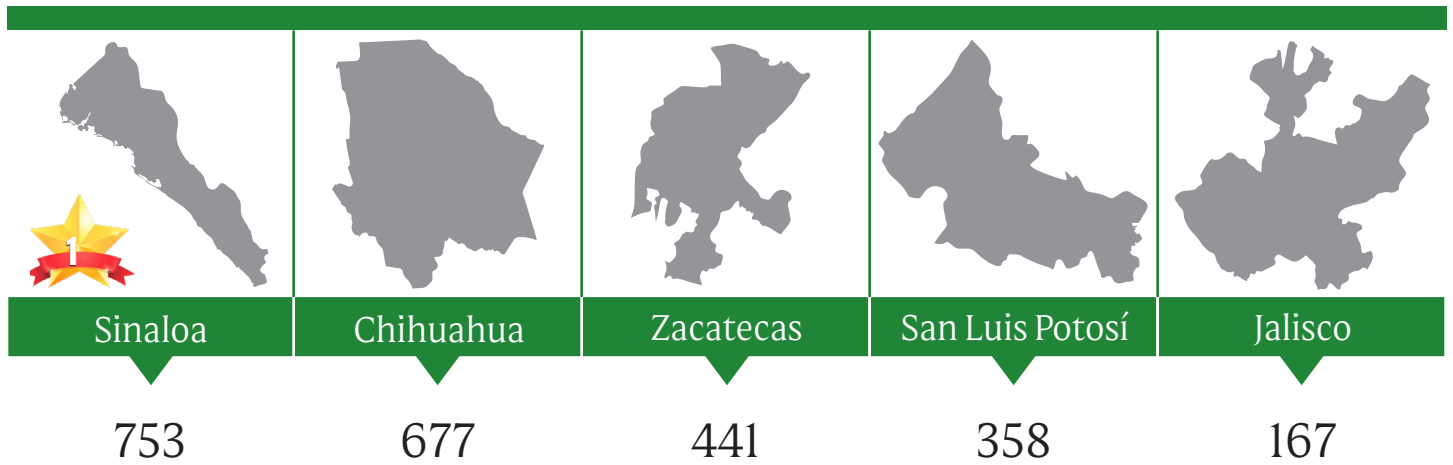 1
Sinaloa
Chihuahua
Zacatecas
San Luis Potosí
Jalisco
753
677
441
358
167